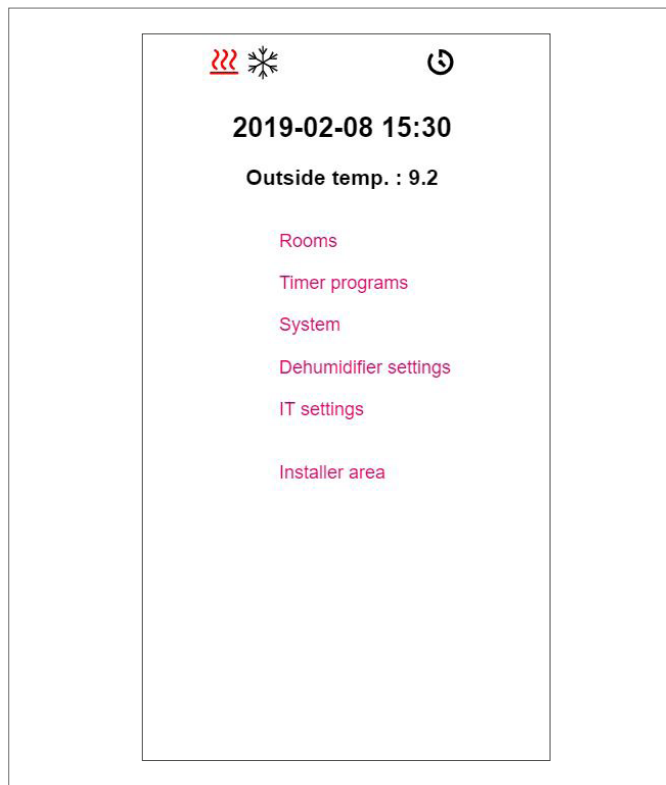 2019-02-08 15:30
Outside temp. : 9.2
Rooms
Timer programs
System
Dehumidifier settings
IT settings
Installer area